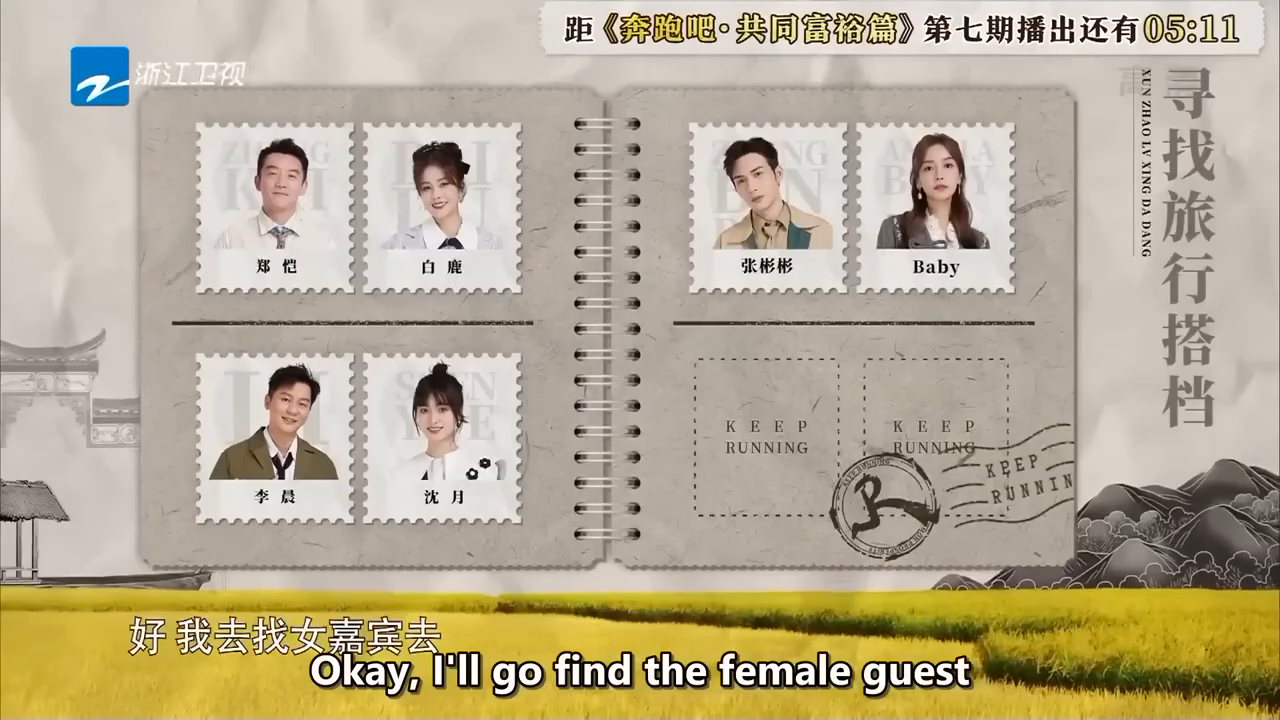 距《奔跑吧·共同富裕篇》第七期播出还有05:11
浙江卫视
寻找旅行搭档
XUN ZHAO LV XING DA DANG
郑恺
白鹿
张彬彬
Baby
李晨
沈月
KEEP
RUNNING
KEEP
RUNNING
KEEP
RUNNIN
好 我去找女嘉宾去
Okay, I'll go find the female guest